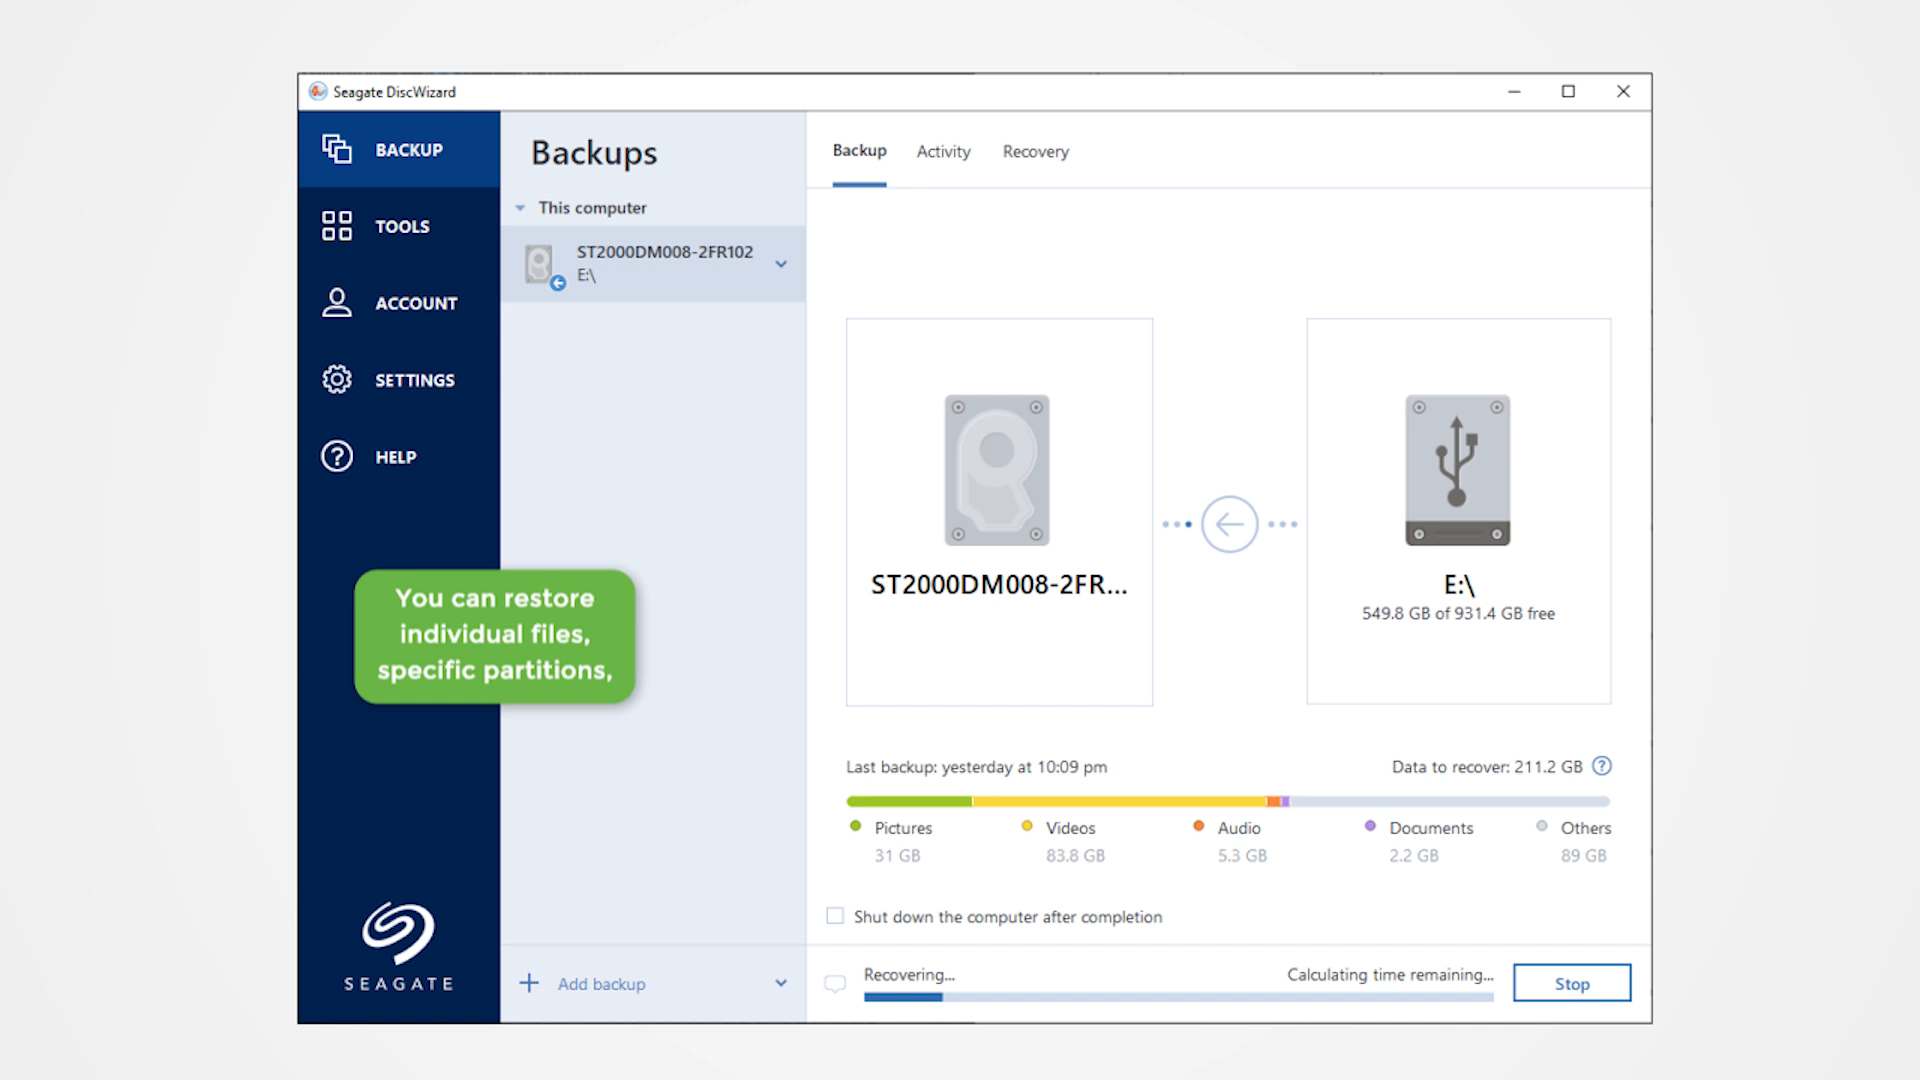 Seagate DiscWizard
BACKUP
TOOLS
ACCOUNT
SETTINGS
HELP
SEAGATE
Backups
This computer
ST2000DM008-2FR102
E:\
Add backup
You can restore
individual files,
specific partitions,
Backup Activity Recovery
ST2000DM008-2FR...
E:\
549.8 GB of 931.4 GB free
Last backup: yesterday at 10:09 pm
Data to recover: 211.2 GB ?
Pictures Videos Audio Documents Others
31 GB 83.8 GB 5.3 GB 2.2 GB 89 GB
Shut down the computer after completion
Recovering... Calculating time remaining...
Stop